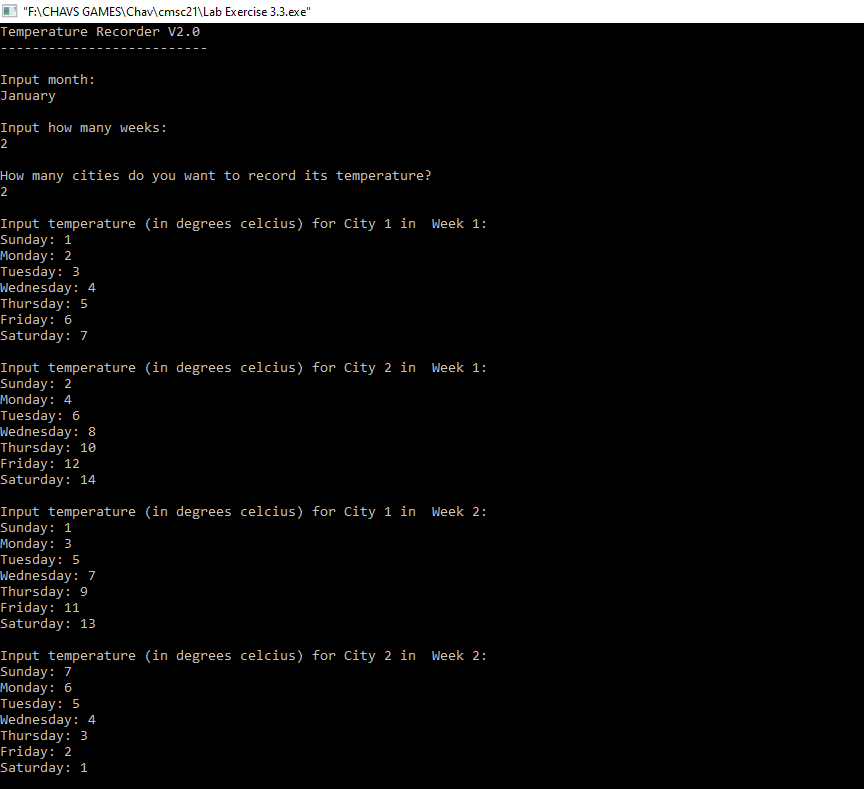 "F:\CHAVS GAMES\Chav\cmsc21\Lab Exercise 3.3.exe"
Temperature Recorder V2.0
--------------------------
Input month:
January
Input how many weeks:
2
How many cities do you want to record its temperature?
2
Input temperature (in degrees celcius) for City 1 in  Week 1:
Sunday: 1
Monday: 2
Tuesday: 3
Wednesday: 4
Thursday: 5
Friday: 6
Saturday: 7
Input temperature (in degrees celcius) for City 2 in  Week 1:
Sunday: 2
Monday: 4
Tuesday: 6
Wednesday: 8
Thursday: 10
Friday: 12
Saturday: 14
Input temperature (in degrees celcius) for City 1 in  Week 2:
Sunday: 1
Monday: 3
Tuesday: 5
Wednesday: 7
Thursday: 9
Friday: 11
Saturday: 13
Input temperature (in degrees celcius) for City 2 in  Week 2:
Sunday: 7
Monday: 6
Tuesday: 5
Wednesday: 4
Thursday: 3
Friday: 2
Saturday: 1